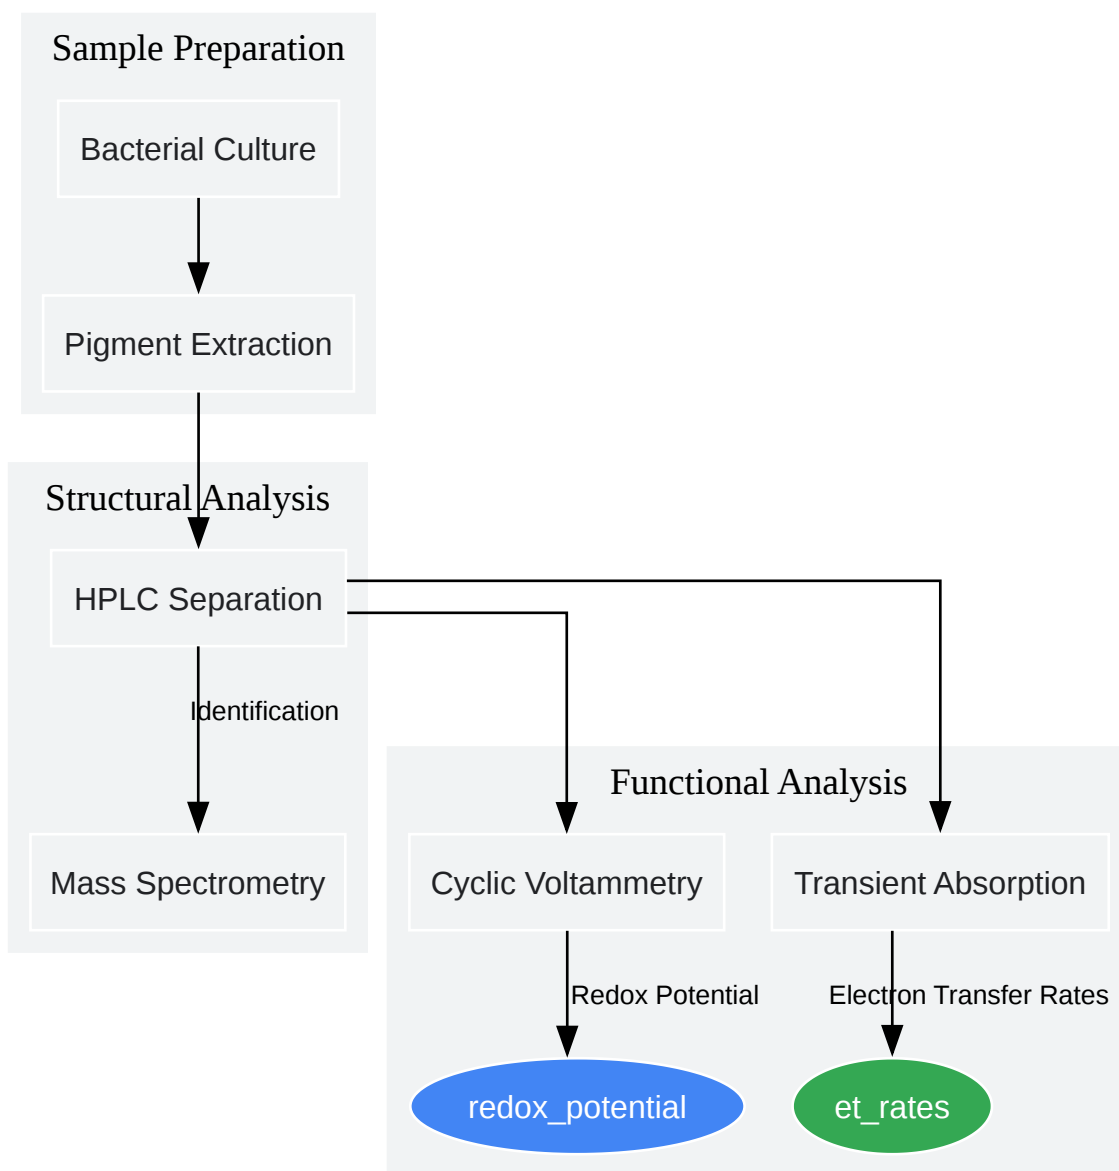 Sample Preparation
Bacterial Culture
Pigment Extraction
Structural Analysis
HPLC Separation
Identification
Mass Spectrometry
Functional Analysis
Cyclic Voltammetry
Transient Absorption
Redox Potential
Electron Transfer Rates
redox_potential
et_rates